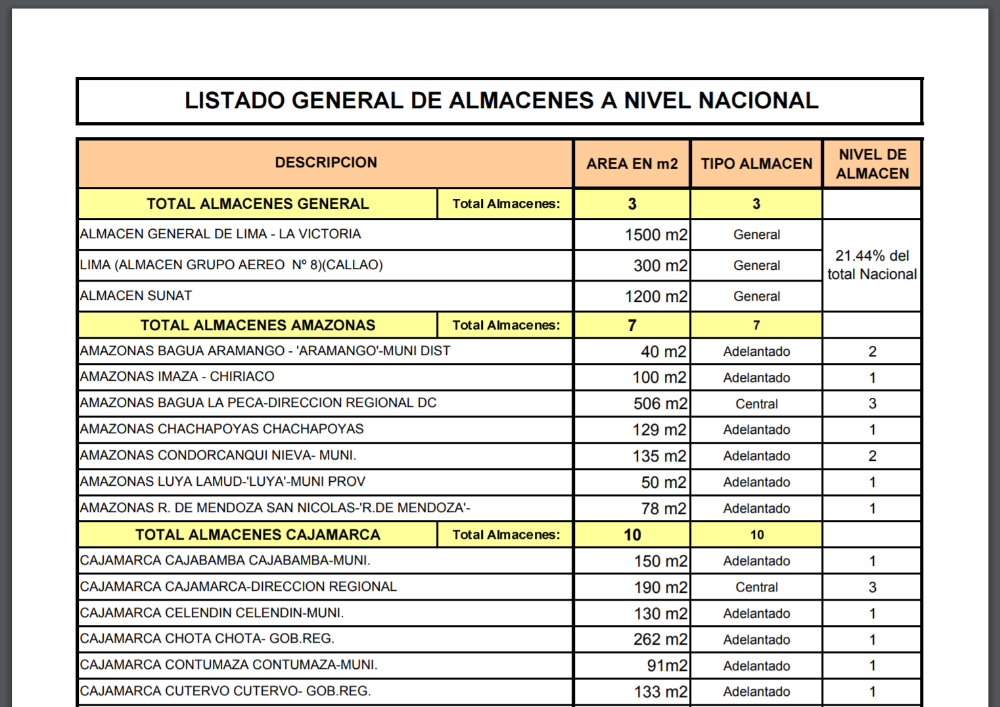 LISTADO GENERAL DE ALMACENES A NIVEL NACIONAL
DESCRIPCION AREA EN m2 TIPO ALMACEN NIVEL DE ALMACEN
TOTAL ALMACENES GENERAL Total Almacenes: 3 3
ALMACEN GENERAL DE LIMA - LA VICTORIA 1500 m2 General
21.44% del total Nacional
LIMA (ALMACEN GRUPO AEREO Nº 8)(CALLAO) 300 m2 General
ALMACEN SUNAT 1200 m2 General
TOTAL ALMACENES AMAZONAS Total Almacenes: 7 7
AMAZONAS BAGUA ARAMANGO - 'ARAMANGO'-MUNI DIST 40 m2 Adelantado 2
AMAZONAS IMAZA - CHIRIACO 100 m2 Adelantado 1
AMAZONAS BAGUA LA PECA-DIRECCION REGIONAL DC 506 m2 Central 3
AMAZONAS CHACHAPOYAS CHACHAPOYAS 129 m2 Adelantado 1
AMAZONAS CONDORCANQUI NIEVA- MUNI. 135 m2 Adelantado 2
AMAZONAS LUYA LAMUD-'LUYA'-MUNI PROV 50 m2 Adelantado 1
AMAZONAS R. DE MENDOZA SAN NICOLAS-'R.DE MENDOZA'- 78 m2 Adelantado 1
TOTAL ALMACENES CAJAMARCA Total Almacenes: 10 10
CAJAMARCA CAJABAMBA CAJABAMBA-MUNI. 150 m2 Adelantado 1
CAJAMARCA CAJAMARCA-DIRECCION REGIONAL 190 m2 Central 3
CAJAMARCA CELENDIN CELENDIN-MUNI. 130 m2 Adelantado 1
CAJAMARCA CHOTA CHOTA- GOB.REG. 262 m2 Adelantado 1
CAJAMARCA CONTUMAZA CONTUMAZA-MUNI. 91m2 Adelantado 1
CAJAMARCA CUTERVO CUTERVO- GOB.REG. 133 m2 Adelantado 1